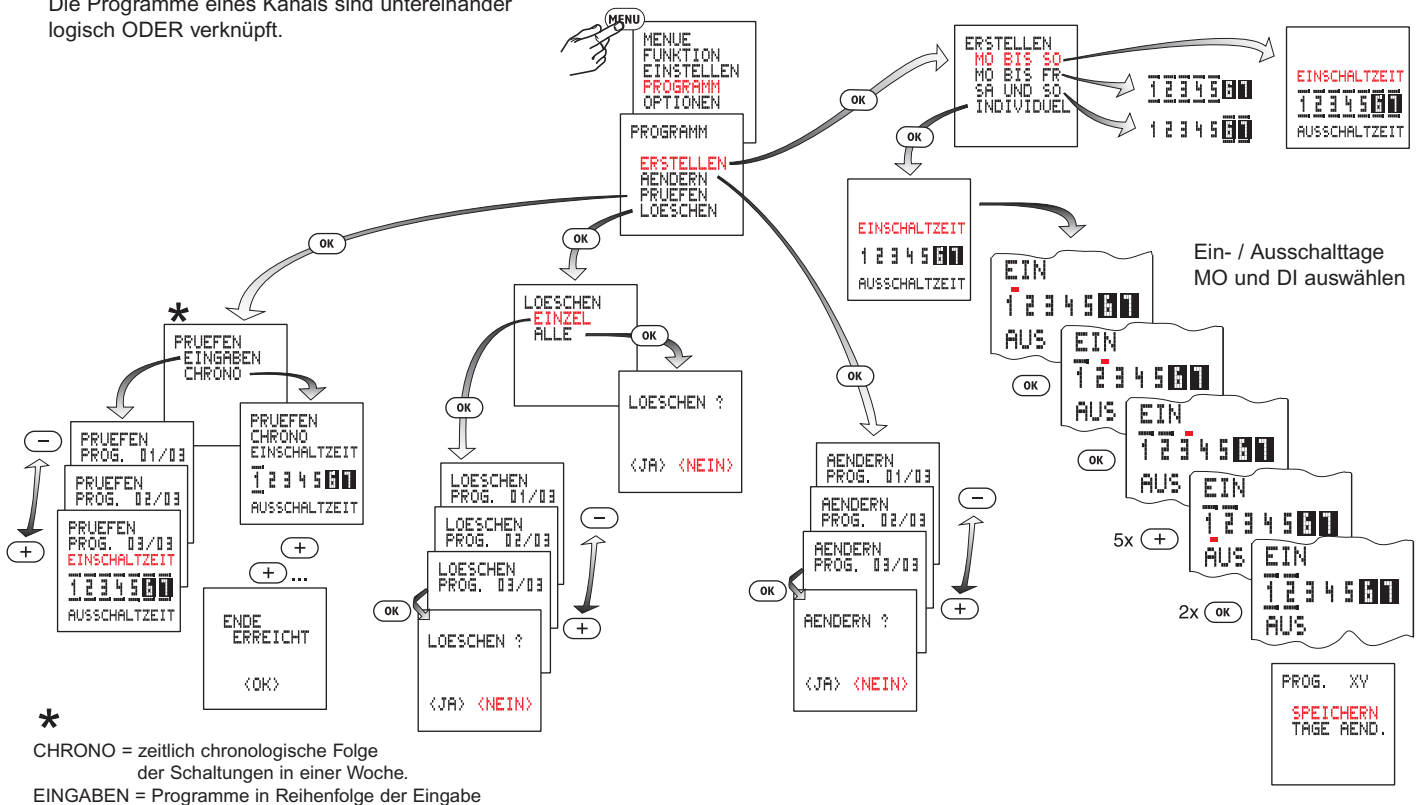 Die Programme eines Kanals sind untereinander
logisch ODER verknüpft.
MENU
MENUE
FUNKTION
EINSTELLEN
PROGRAMM
OPTIONEN
PROGRAMM
ERSTELLEN
AENDERN
PRUEFEN
LOESCHEN
OK
ERSTELLEN
MO BIS SO
MO BIS FR
SA UND SO
INDIVIDUEL
1 2 3 4 5 6 7
1 2 3 4 5 6 7
EINSCHALTZEIT
1 2 3 4 5 6 7
AUSSCHALTZEIT
OK
EINSCHALTZEIT
1 2 3 4 5 6 7
AUSSCHALTZEIT
Ein- / Ausschalttage
MO und DI auswählen
EIN
1 2 3 4 5 6 7
AUS
OK
EIN
1 2 3 4 5 6 7
AUS
OK
EIN
1 2 3 4 5 6 7
AUS
5x +
EIN
1 2 3 4 5 6 7
AUS
2x OK
EIN
1 2 3 4 5 6 7
AUS
PROG. XY
SPEICHERN
TAGE AEND.
OK
*
PRUEFEN
EINGABEN
CHRONO
PRUEFEN
PROG. 01/03
PRUEFEN
PROG. 02/03
PRUEFEN
PROG. 03/03
EINSCHALTZEIT
1 2 3 4 5 6 7
AUSSCHALTZEIT
−
+
PRUEFEN
CHRONO
EINSCHALTZEIT
1 2 3 4 5 6 7
AUSSCHALTZEIT
+
+ ...
ENDE
ERREICHT
<OK>
OK
LOESCHEN
EINZEL
ALLE
OK
LOESCHEN ?
<JA> <NEIN>
OK
LOESCHEN
PROG. 01/03
LOESCHEN
PROG. 02/03
LOESCHEN
PROG. 03/03
−
+
OK
LOESCHEN ?
<JA> <NEIN>
OK
AENDERN
PROG. 01/03
AENDERN
PROG. 02/03
AENDERN
PROG. 03/03
−
+
OK
AENDERN ?
<JA> <NEIN>
*
CHRONO = zeitlich chronologische Folge
der Schaltungen in einer Woche.
EINGABEN = Programme in Reihenfolge der Eingabe